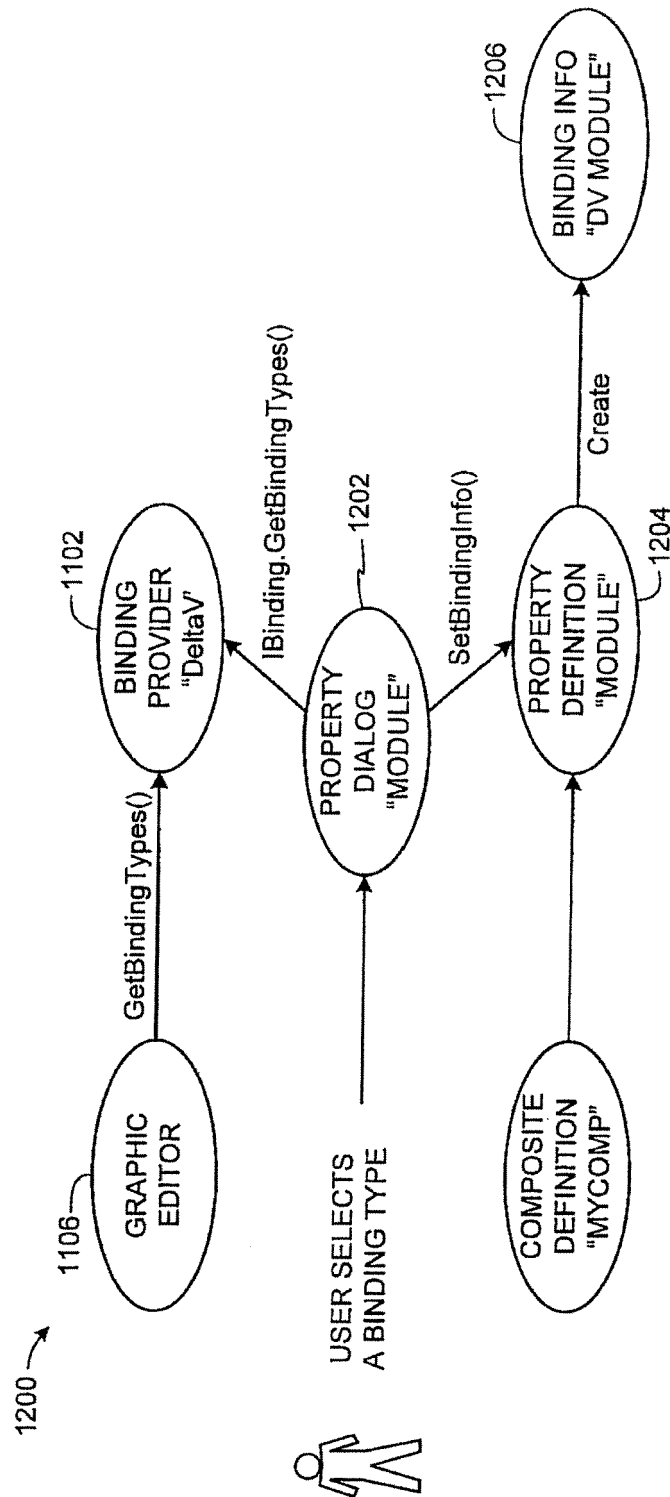 1200
1106
GRAPHIC
EDITOR
GetBindingTypes()
1102
BINDING
PROVIDER
"DeltaV'
IBinding.GetBindingTypes()
USER SELECTS
A BINDING TYPE
PROPERTY
DIALOG
"MODULE"
1202
SetBindingInfo()
COMPOSITE
DEFINITION
"MYCOMP"
PROPERTY
DEFINITION
"MODULE"
1204
Create
1206
BINDING INFO
"DV MODULE"